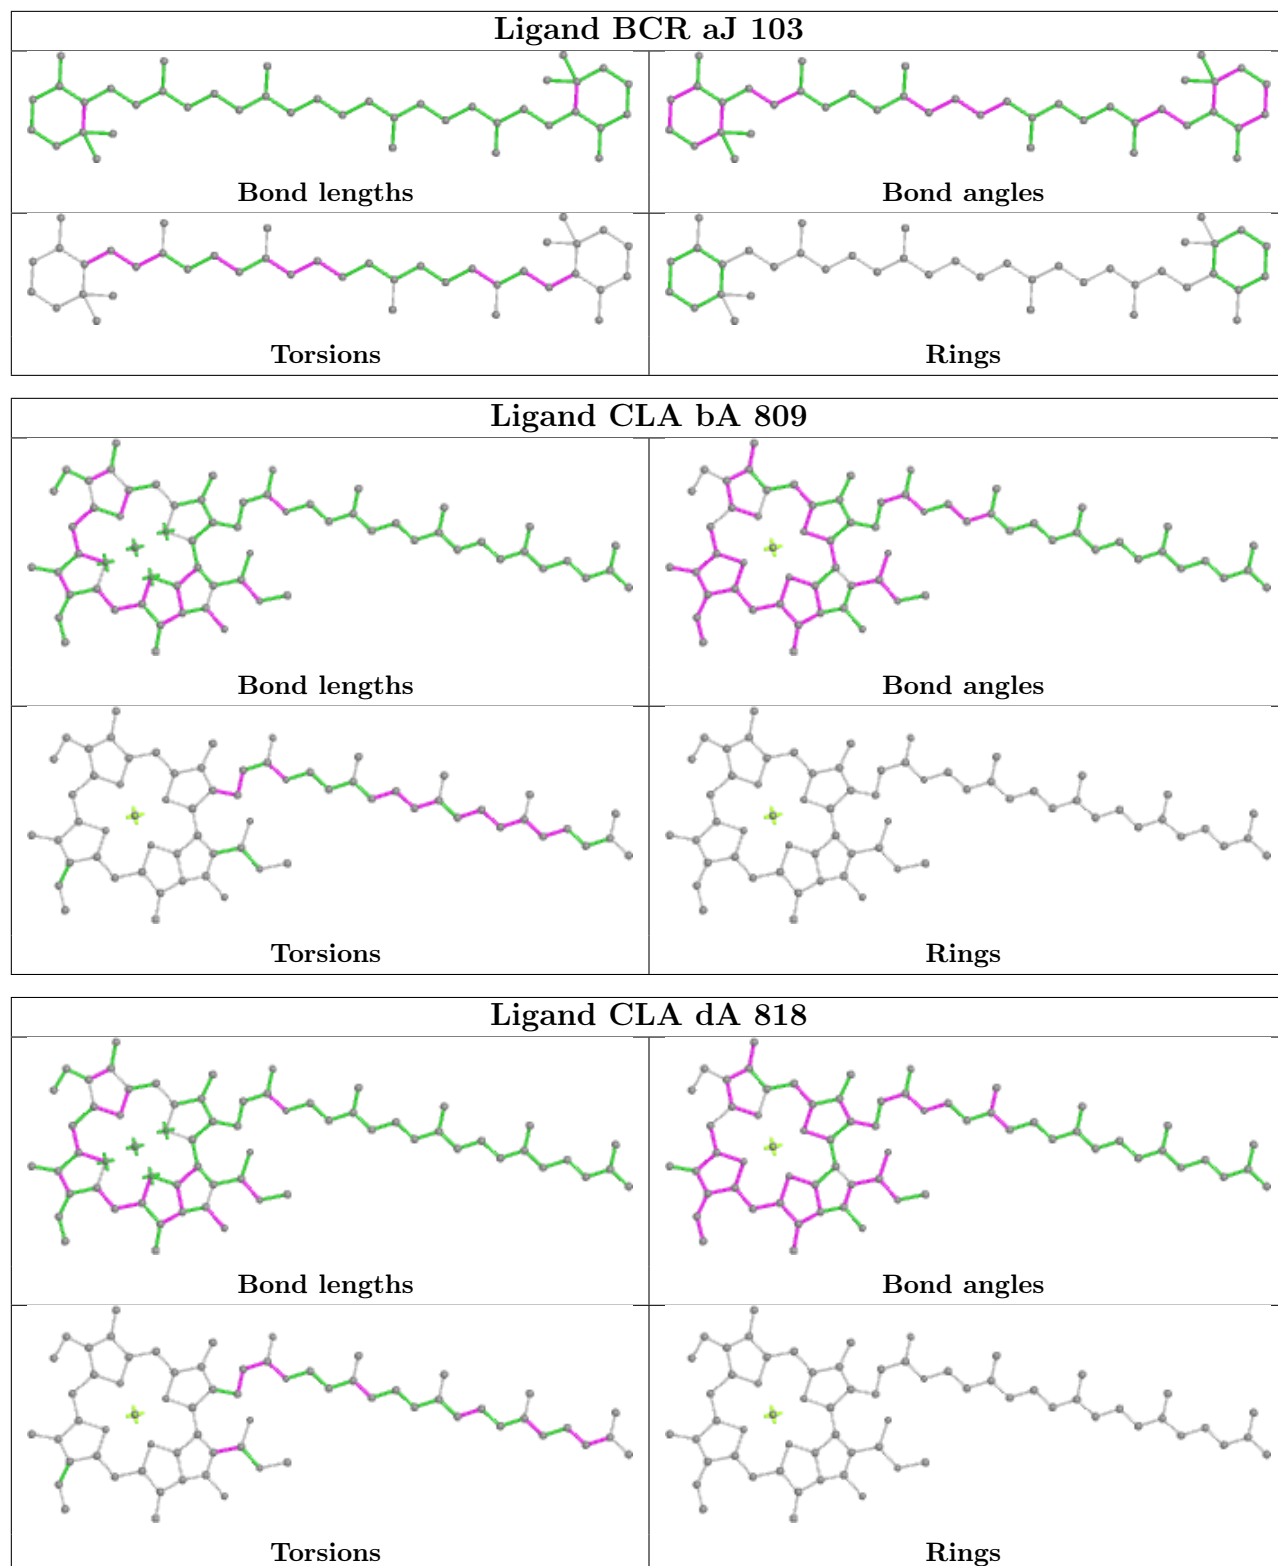 Ligand BCR aJ 103
Bond lengths
Bond angles
Torsions
Rings
Ligand CLA bA 809
Bond lengths
Bond angles
Torsions
Rings
Ligand CLA dA 818
Bond lengths
Bond angles
Torsions
Rings